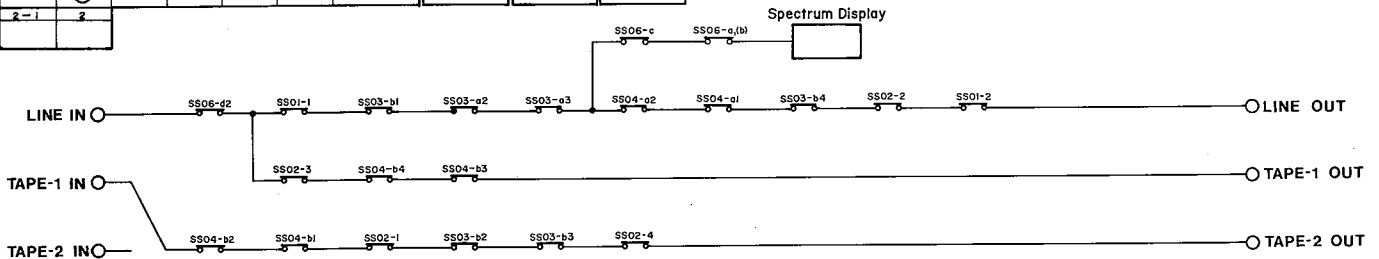 2-1 2
Spectrum Display
SS06-c SS06-a,(b)
SS06-d2 SS01-1 SS03-b1 SS03-a2 SS03-a3 SS04-a2 SS04-a1 SS03-b4 SS02-2 SS01-2
LINE IN LINE OUT
SS02-3 SS04-b4 SS04-b3
TAPE-1 IN TAPE-1 OUT
SS04-b2 SS04-b1 SS02-1 SS03-b2 SS03-b3 SS02-4
TAPE-2 IN TAPE-2 OUT